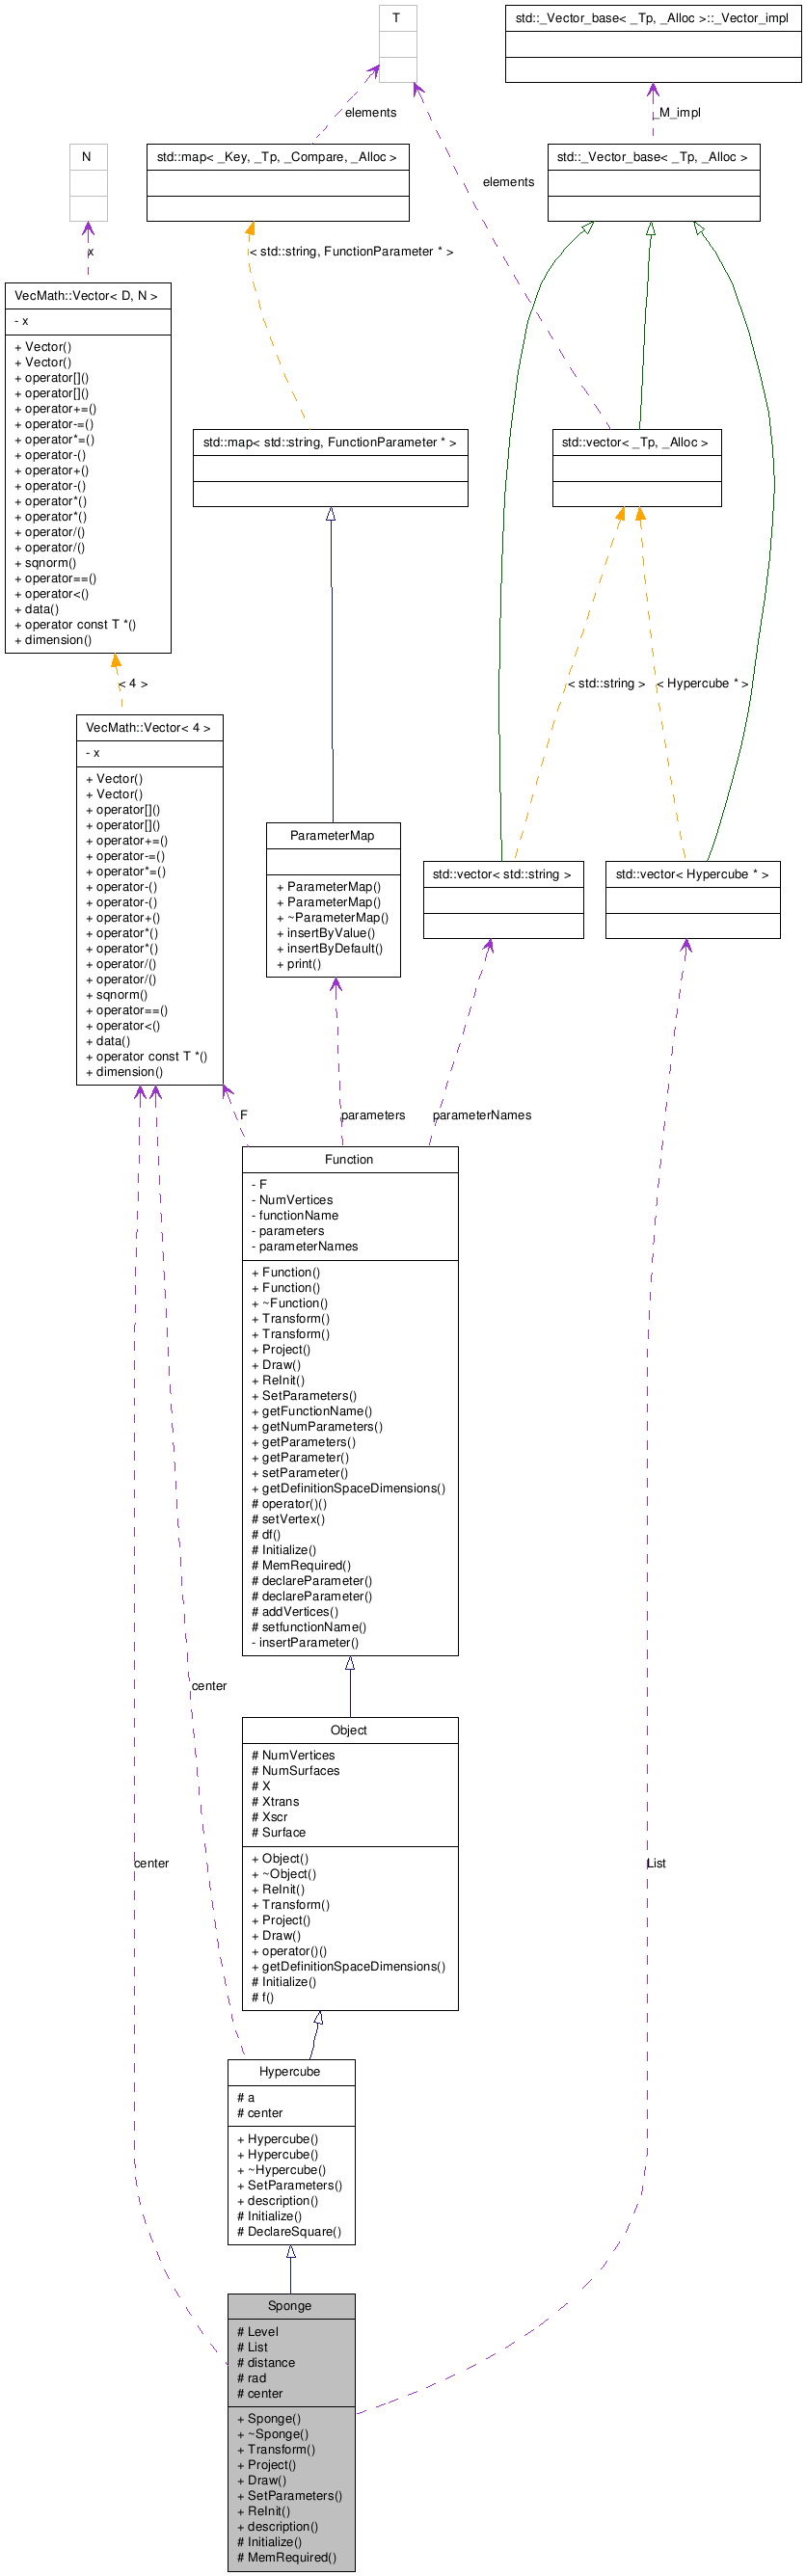 T
std::_Vector_base< _Tp, _Alloc >::_Vector_impl
elements
_M_impl
N
std::map< _Key, _Tp, _Compare, _Alloc >
std::_Vector_base< _Tp, _Alloc >
elements
x
< std::string, FunctionParameter * >
VecMath::Vector< D, N >
- x
+ Vector()
+ Vector()
+ operator[]()
+ operator[]()
+ operator+=()
+ operator-=()
+ operator*=()
+ operator-()
+ operator+()
+ operator-()
+ operator*()
+ operator*()
+ operator/()
+ operator/()
+ sqnorm()
+ operator==()
+ operator<()
+ data()
+ operator const T *()
+ dimension()
std::map< std::string, FunctionParameter * >
std::vector< _Tp, _Alloc >
< 4 >
< std::string >
< Hypercube * >
VecMath::Vector< 4 >
- x
+ Vector()
+ Vector()
+ operator[]()
+ operator[]()
+ operator+=()
+ operator-=()
+ operator*=()
+ operator-()
+ operator-()
+ operator+()
+ operator*()
+ operator*()
+ operator/()
+ operator/()
+ sqnorm()
+ operator==()
+ operator<()
+ data()
+ operator const T *()
+ dimension()
ParameterMap
+ ParameterMap()
+ ParameterMap()
+ ~ParameterMap()
+ insertByValue()
+ insertByDefault()
+ print()
std::vector< std::string >
std::vector< Hypercube * >
F
parameters
parameterNames
Function
- F
- NumVertices
- functionName
- parameters
- parameterNames
+ Function()
+ Function()
+ ~Function()
+ Transform()
+ Transform()
+ Project()
+ Draw()
+ ReInit()
+ SetParameters()
+ getFunctionName()
+ getNumParameters()
+ getParameters()
+ getParameter()
+ setParameter()
+ getDefinitionSpaceDimensions()
# operator()()
# setVertex()
# df()
# Initialize()
# MemRequired()
# declareParameter()
# declareParameter()
# addVertices()
# setfunctionName()
- insertParameter()
center
Object
# NumVertices
# NumSurfaces
# X
# Xtrans
# Xscr
# Surface
+ Object()
+ ~Object()
+ ReInit()
+ Transform()
+ Project()
+ Draw()
+ operator()()
+ getDefinitionSpaceDimensions()
# Initialize()
# f()
center
List
Hypercube
# a
# center
+ Hypercube()
+ Hypercube()
+ ~Hypercube()
+ SetParameters()
+ description()
# Initialize()
# DeclareSquare()
Sponge
# Level
# List
# distance
# rad
# center
+ Sponge()
+ ~Sponge()
+ Transform()
+ Project()
+ Draw()
+ SetParameters()
+ ReInit()
+ description()
# Initialize()
# MemRequired()